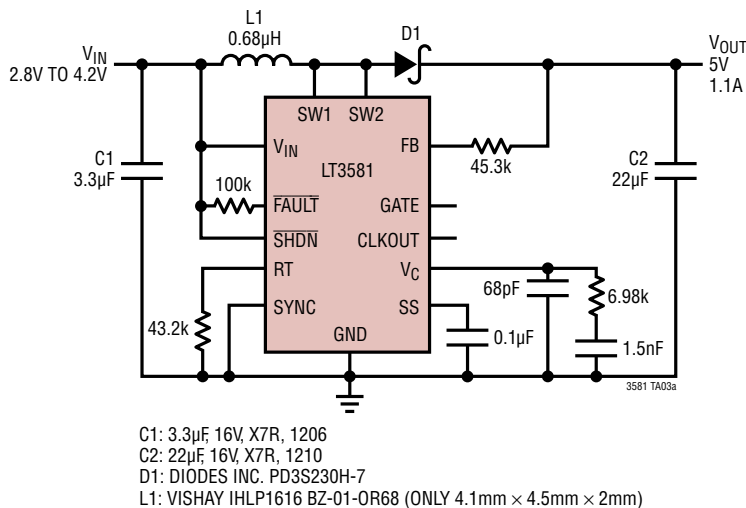 L1
0.68µH
D1
VIN
2.8V TO 4.2V
VOUT
5V
1.1A
SW1 SW2
VIN
FB
LT3581
45.3k
C1
3.3µF
C2
22µF
100k
FAULT
GATE
SHDN
CLKOUT
RT
VC
68pF
6.98k
SYNC
SS
43.2k
GND
0.1µF
1.5nF
3581 TA03a
C1: 3.3µF, 16V, X7R, 1206
C2: 22µF, 16V, X7R, 1210
D1: DIODES INC. PD3S230H-7
L1: VISHAY IHLP1616 BZ-01-OR68 (ONLY 4.1mm × 4.5mm × 2mm)